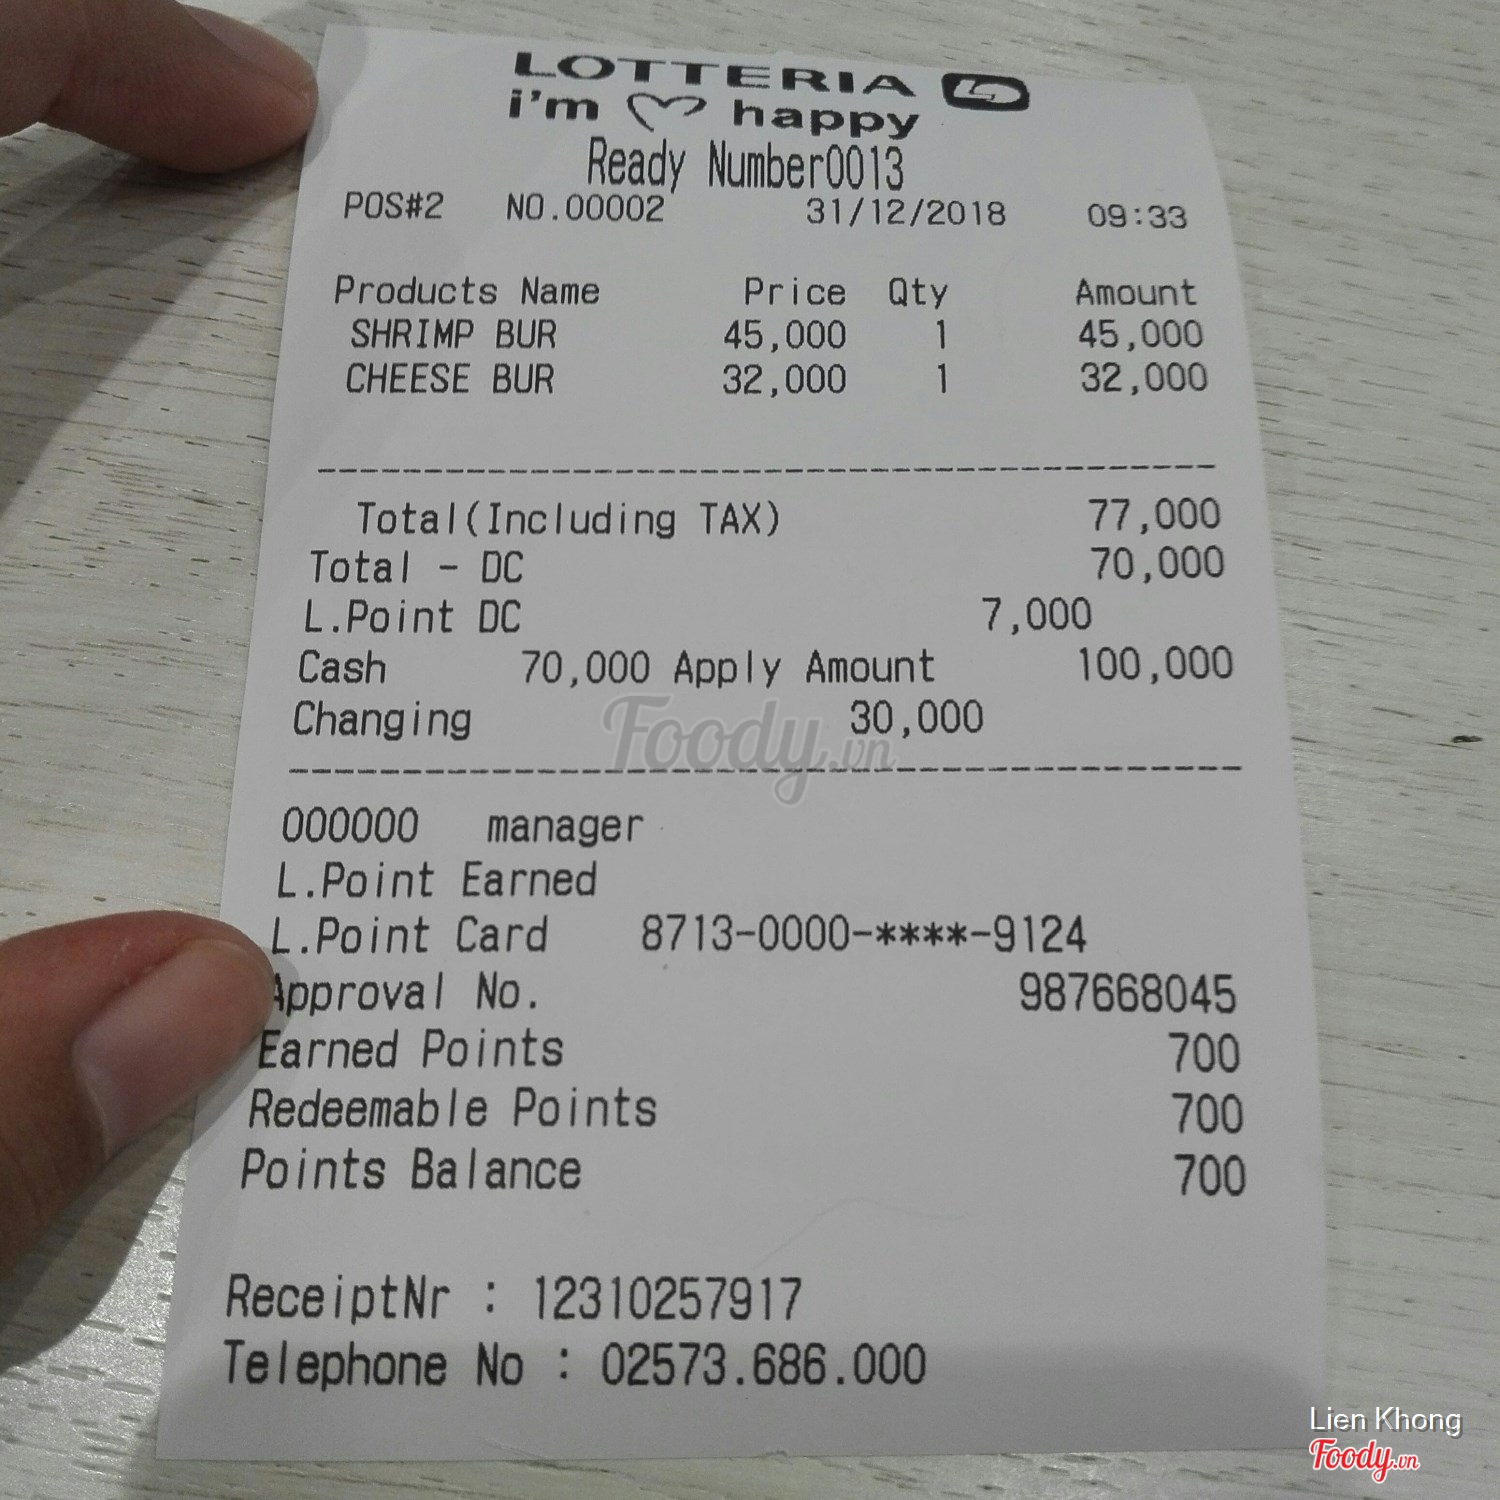 LOTTERIA
i'm happy
Ready Number0013
POS#2 NO.00002 31/12/2018 09:33
Products Name Price Qty Amount
SHRIMP BUR 45,000 1 45,000
CHEESE BUR 32,000 1 32,000
Total(Including TAX) 77,000
Total - DC 70,000
L.Point DC 7,000
Cash 70,000 Apply Amount 100,000
Changing 30,000
Foody.vn
000000 manager
L.Point Earned
L.Point Card 8713-0000-****-9124
Approval No. 987668045
Earned Points 700
Redeemable Points 700
Points Balance 700
ReceiptNr : 12310257917
Telephone No : 02573.686.000
Lien Khong
Foody.vn